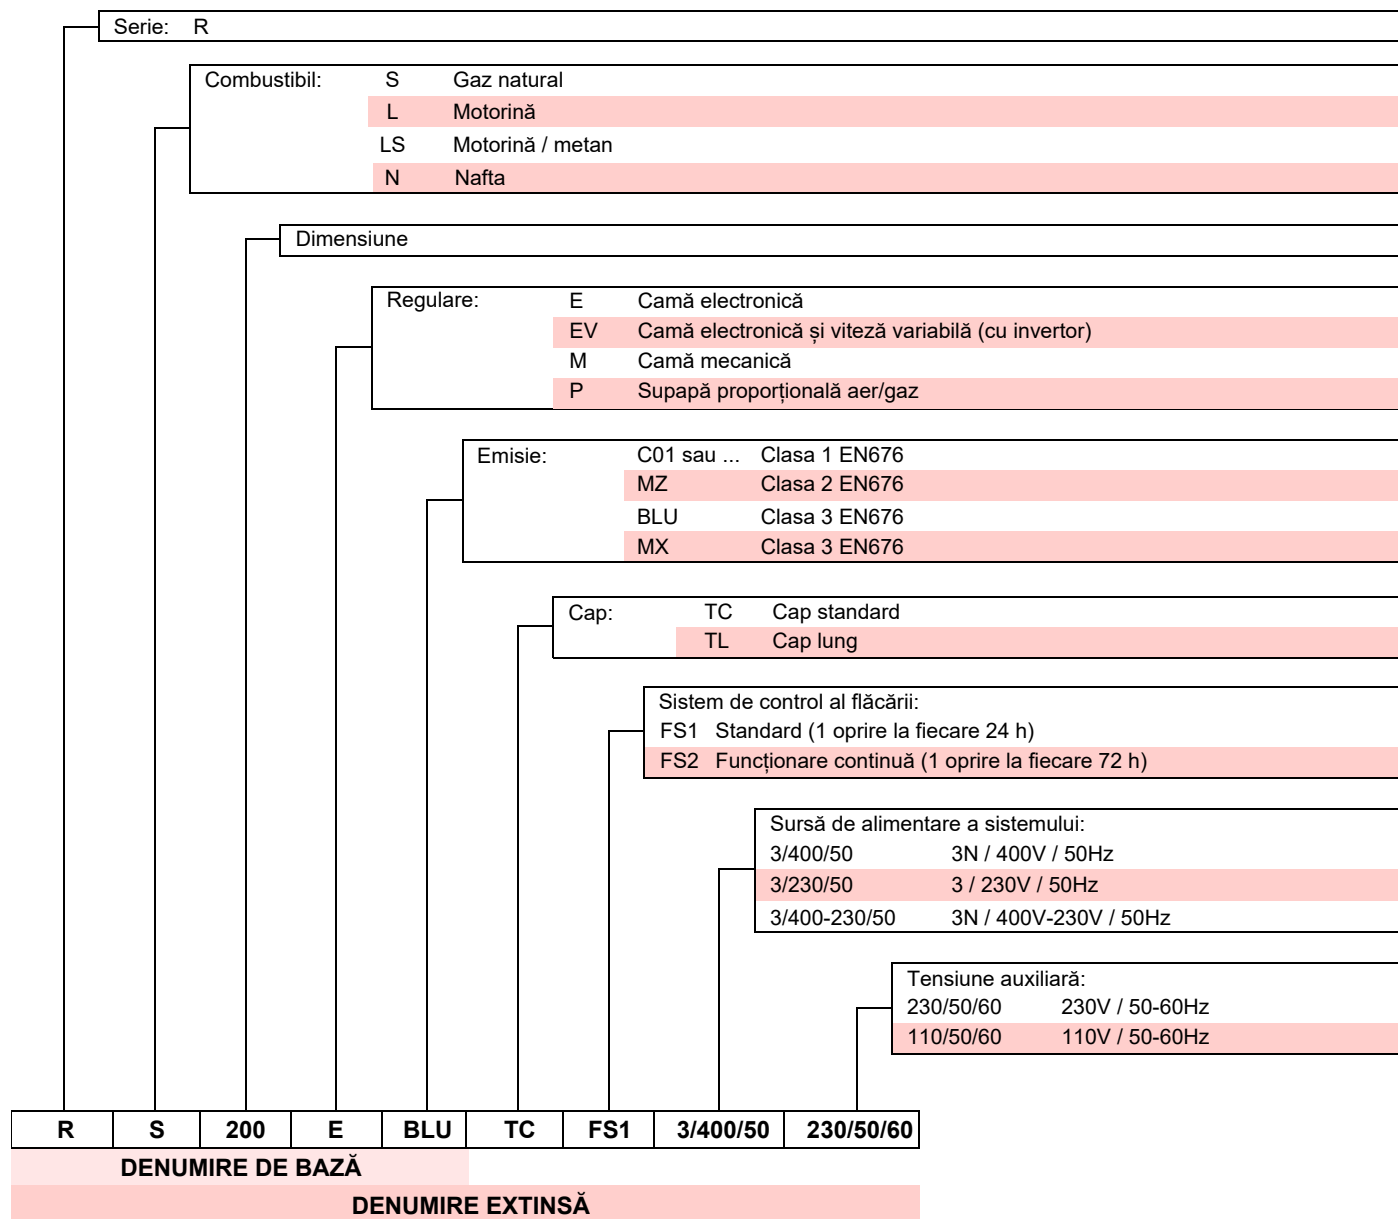 Serie: R
Combustibil: S Gaz natural
L Motorină
LS Motorină / metan
N Nafta
Dimensiune
Regulare: E Camă electronică
EV Camă electronică și viteză variabilă (cu invertor)
M Camă mecanică
P Supapă proporțională aer/gaz
Emisie: C01 sau ... Clasa 1 EN676
MZ Clasa 2 EN676
BLU Clasa 3 EN676
MX Clasa 3 EN676
Cap: TC Cap standard
TL Cap lung
Sistem de control al flăcării:
FS1 Standard (1 oprire la fiecare 24 h)
FS2 Funcționare continuă (1 oprire la fiecare 72 h)
Sursă de alimentare a sistemului:
3/400/50 3N / 400V / 50Hz
3/230/50 3 / 230V / 50Hz
3/400-230/50 3N / 400V-230V / 50Hz
Tensiune auxiliară:
230/50/60 230V / 50-60Hz
110/50/60 110V / 50-60Hz
R S 200 E BLU TC FS1 3/400/50 230/50/60
DENUMIRE DE BAZĂ
DENUMIRE EXTINSĂ